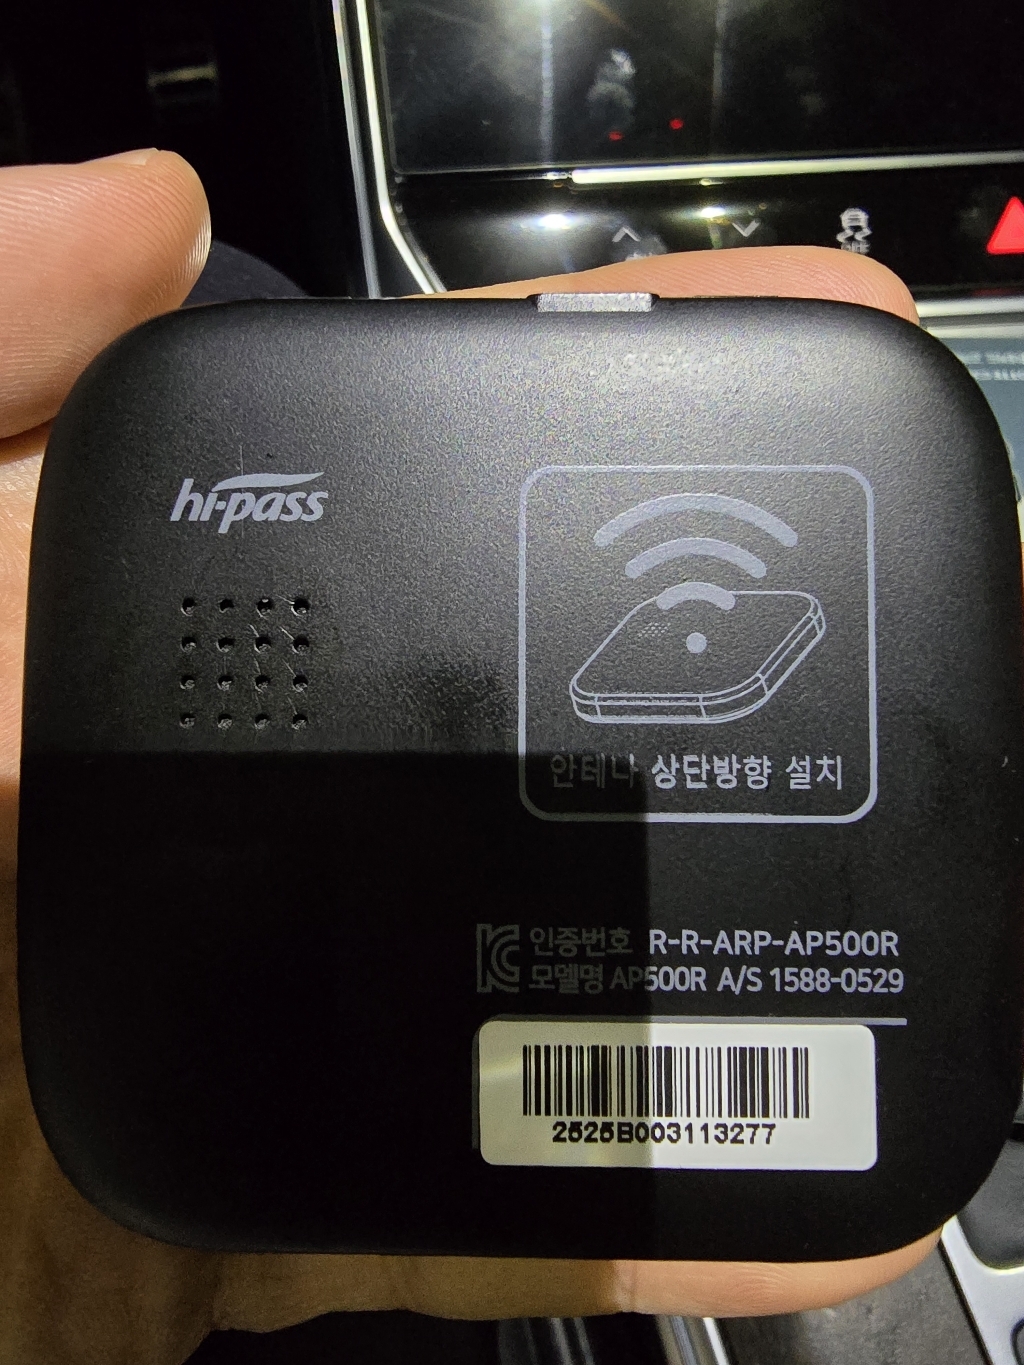 hi-pass
안테나 상단방향 설치
인증번호 R-R-ARP-AP500R
모델명 AP500R A/S 1588-0529
2525B003113277